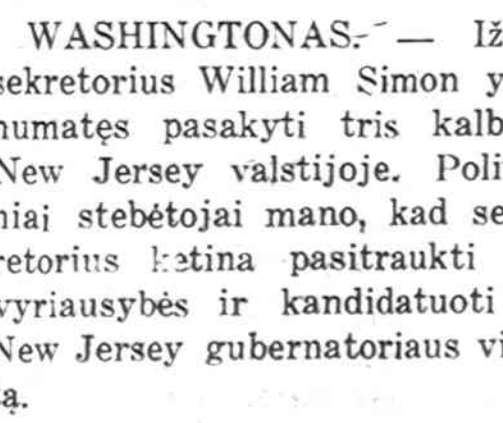 WASHINGTONAS. — Iž
sekretorius William Simon y
numatęs pasakyti tris kalb
New Jersey valstijoje. Poli
niai stebėtojai mano, kad se
retorius ketina pasitraukti
vyriausybės ir kandidatuoti
New Jersey gubernatoriaus vi
tą.